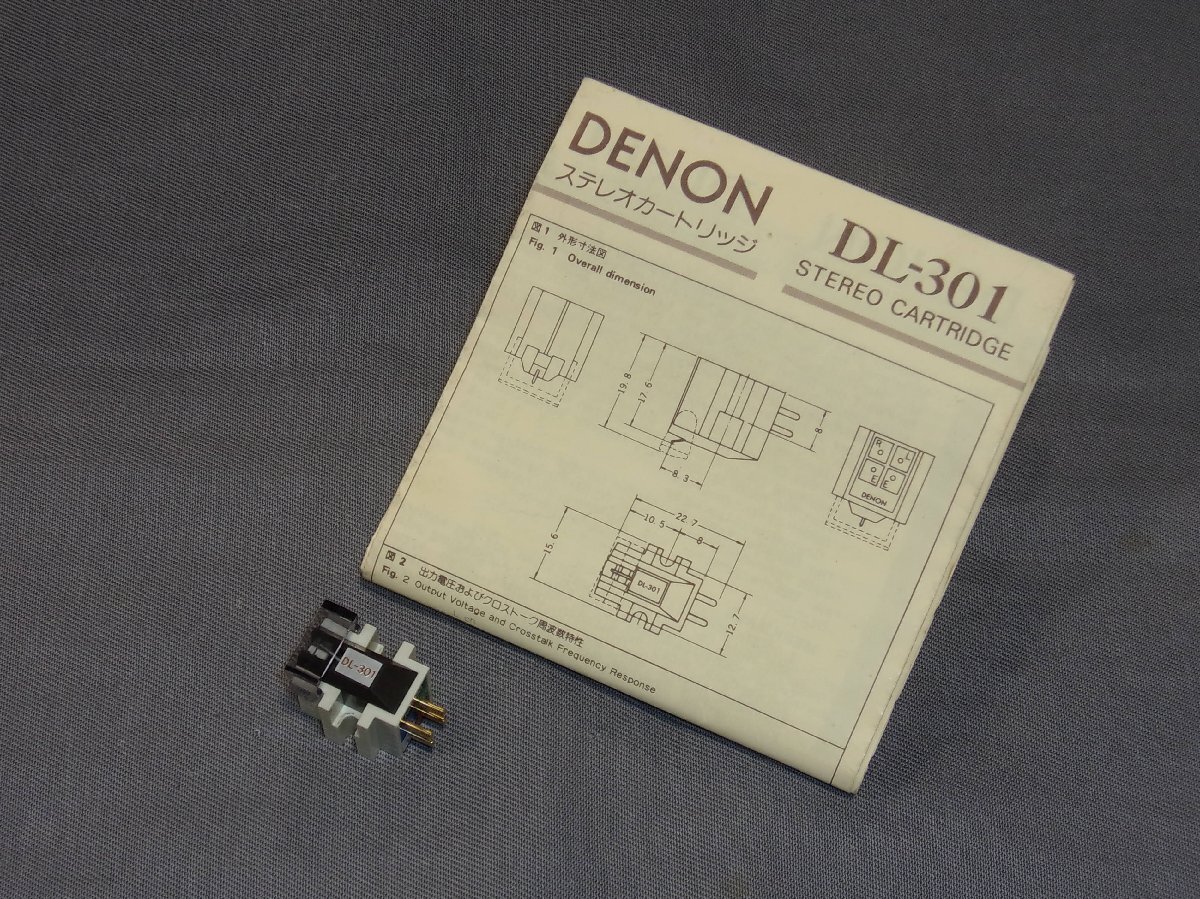 DENON
ステレオカートリッジ
DL-301
STEREO CARTRIDGE
図1 外形寸法図
Fig. 1 Overall dimension
19.8
17.6
8
8.3
R
L
E
E
DENON
22.7
10.5
8
15.6
DL-301
12.7
図2 出力電圧およびクロストーク周波数特性
Fig. 2 Output Voltage and Crosstalk Frequency Response
DL-301